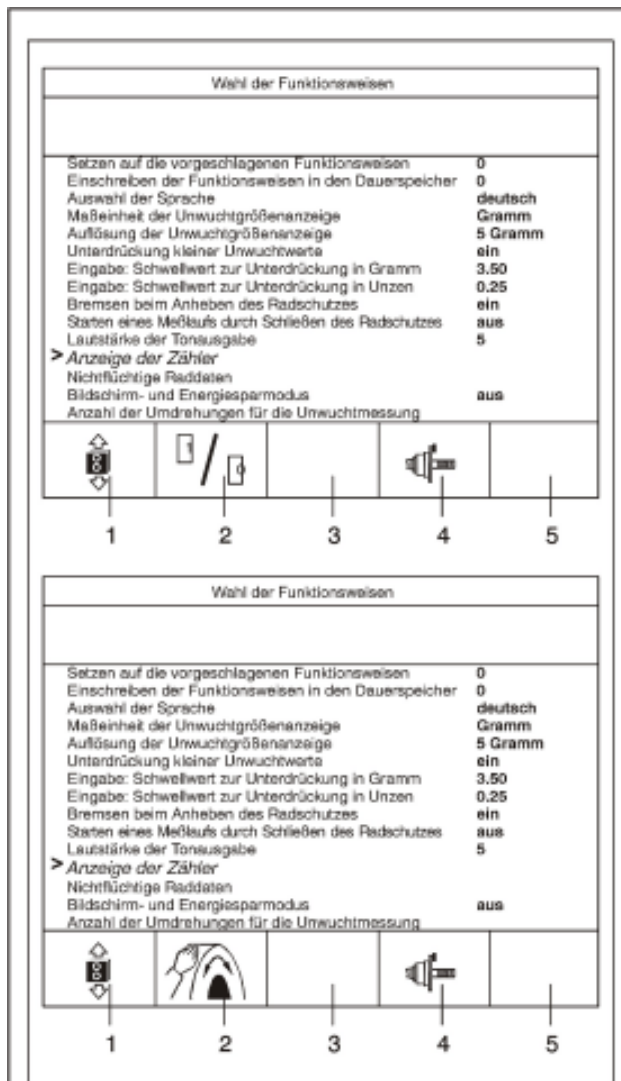 Wahl der Funktionsweisen
Setzen auf die vorgeschlagenen Funktionsweisen 0
Einschreiben der Funktionsweisen in den Dauerspeicher 0
Auswahl der Sprache deutsch
Maßeinheit der Unwuchtgrößenanzeige Gramm
Auflösung der Unwuchtgrößenanzeige 5 Gramm
Unterdrückung kleiner Unwuchtwerte ein
Eingabe: Schwellwert zur Unterdrückung in Gramm 3.50
Eingabe: Schwellwert zur Unterdrückung in Unzen 0.25
Bremsen beim Anheben des Radschutzes ein
Starten eines Meßlaufs durch Schließen des Radschutzes aus
Lautstärke der Tonausgabe 5
> Anzeige der Zähler
Nichtflüchtige Raddaten
Bildschirm- und Energiesparmodus aus
Anzahl der Umdrehungen für die Unwuchtmessung
1 / 0
1 2 3 4 5
Wahl der Funktionsweisen
Setzen auf die vorgeschlagenen Funktionsweisen 0
Einschreiben der Funktionsweisen in den Dauerspeicher 0
Auswahl der Sprache deutsch
Maßeinheit der Unwuchtgrößenanzeige Gramm
Auflösung der Unwuchtgrößenanzeige 5 Gramm
Unterdrückung kleiner Unwuchtwerte ein
Eingabe: Schwellwert zur Unterdrückung in Gramm 3.50
Eingabe: Schwellwert zur Unterdrückung in Unzen 0.25
Bremsen beim Anheben des Radschutzes ein
Starten eines Meßlaufs durch Schließen des Radschutzes aus
Lautstärke der Tonausgabe 5
> Anzeige der Zähler
Nichtflüchtige Raddaten
Bildschirm- und Energiesparmodus aus
Anzahl der Umdrehungen für die Unwuchtmessung
1 2 3 4 5